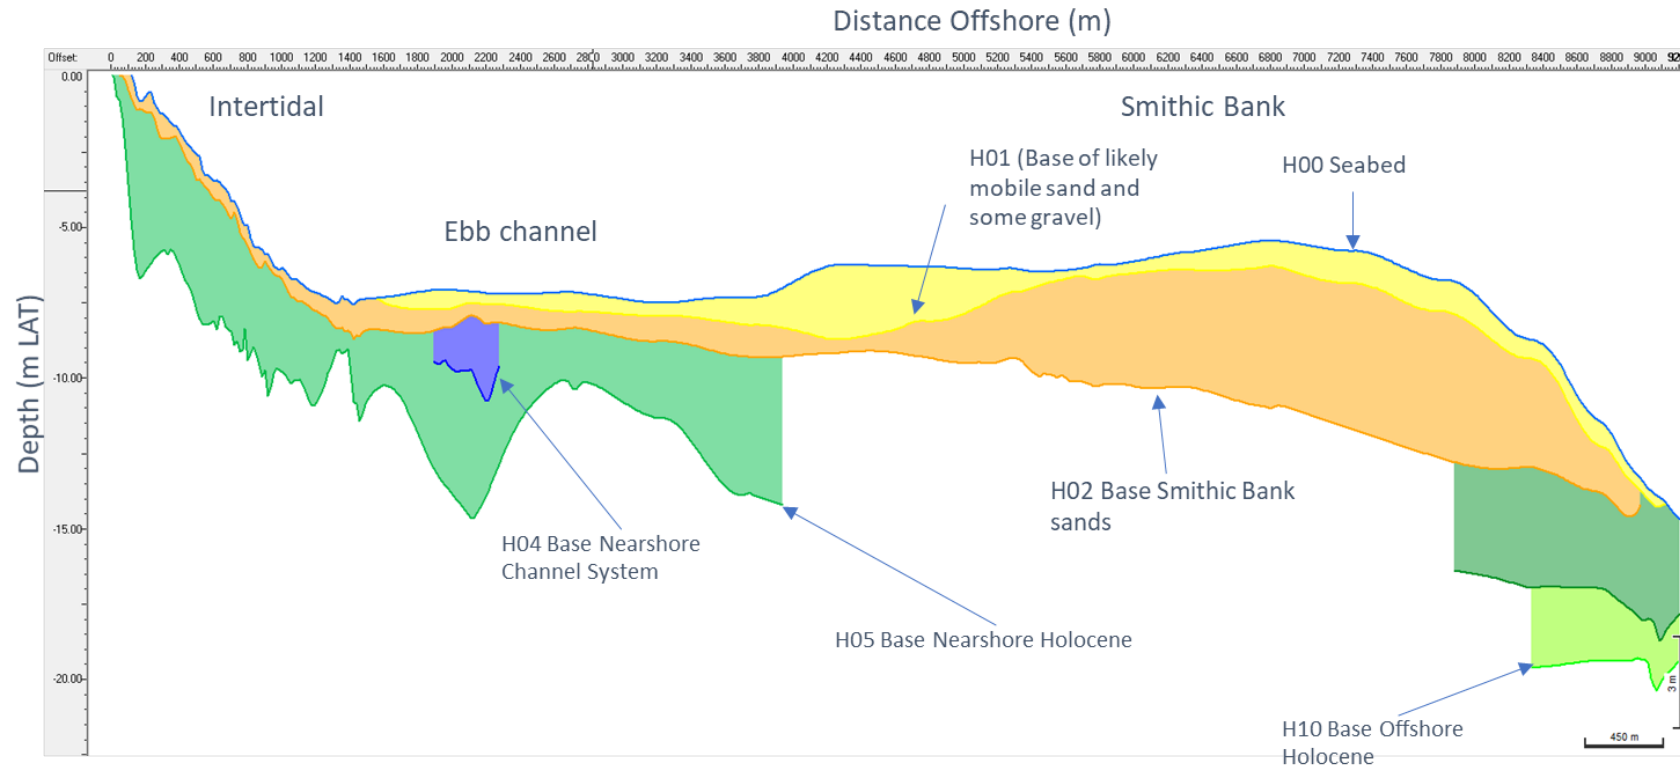 Distance Offshore (m)
Offset: 0 200 400 600 800 1000 1200 1400 1600 1800 2000 2200 2400 2600 2800 3000 3200 3400 3600 3800 4000 4200 4400 4600 4800 5000 5200 5400 5600 5800 6000 6200 6400 6600 6800 7000 7200 7400 7600 7800 8000 8200 8400 8600 8800 9000
0.00
Intertidal
Smithic Bank
H01 (Base of likely
mobile sand and
some gravel)
H00 Seabed
-5.00
Ebb channel
Depth (m LAT)
-10.00
H02 Base Smithic Bank
sands
-15.00
H04 Base Nearshore
Channel System
H05 Base Nearshore Holocene
-20.00
3 m
H10 Base Offshore
Holocene
450 m